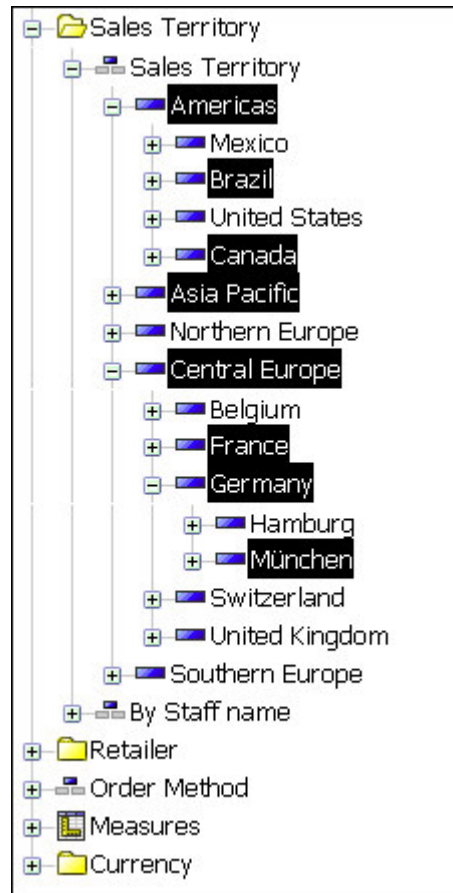 Sales Territory
Sales Territory
Americas
Mexico
Brazil
United States
Canada
Asia Pacific
Northern Europe
Central Europe
Belgium
France
Germany
Hamburg
München
Switzerland
United Kingdom
Southern Europe
By Staff name
Retailer
Order Method
Measures
Currency